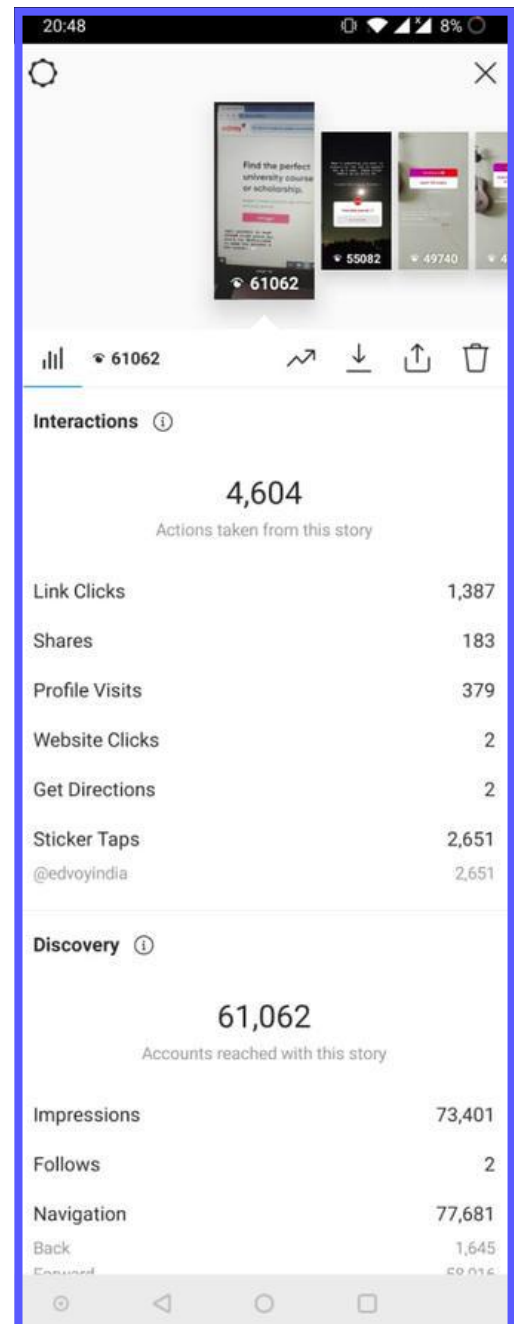 20:48 8%
Find the perfect
university course
or scholarship.
61062
55082
49740
61062
Interactions
4,604
Actions taken from this story
Link Clicks 1,387
Shares 183
Profile Visits 379
Website Clicks 2
Get Directions 2
Sticker Taps 2,651
@edvoyindia 2,651
Discovery
61,062
Accounts reached with this story
Impressions 73,401
Follows 2
Navigation 77,681
Back 1,645